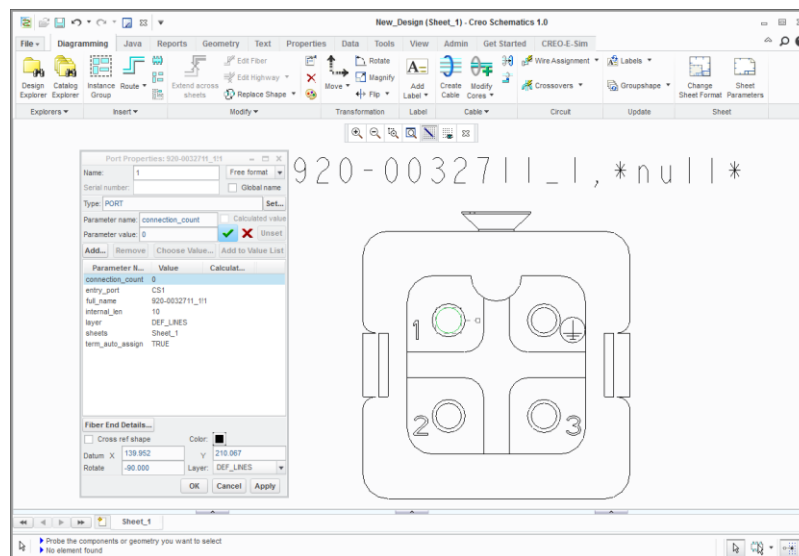 New_Design (Sheet_1) - Creo Schematics 1.0
File Diagramming Java Reports Geometry Text Properties Data Tools View Admin Get Started CREO-E-Sim
Design Explorer
Catalog Explorer
Instance Group
Route
Extend across sheets
Edit Fiber
Edit Highway
Replace Shape
Move
Rotate
Magnify
Flip
Add Label
Create Cable
Modify Cores
Wire Assignment
Crossovers
Labels
Groupshape
Change Sheet Format
Sheet Parameters
Explorers Insert Modify Transformation Label Cable Circuit Update Sheet
920-0032711_1,*null*
Port Properties: 920-0032711_1!1
Name: 1 Free format
Serial number: Global name
Type: PORT Set...
Parameter name: connection_count Calculated value
Parameter value: 0 Unset
Add... Remove Choose Value... Add to Value List
Parameter N... Value Calculat...
connection_count 0
entry_port CS1
full_name 920-0032711_1!1
internal_len 10
layer DEF_LINES
sheets Sheet_1
term_auto_assign TRUE
Fiber End Details...
Cross ref shape Color:
Datum X 139.952 Y 210.067
Rotate -90.000 Layer: DEF_LINES
OK Cancel Apply
1
2
3
Sheet_1
Probe the components or geometry you want to select
No element found